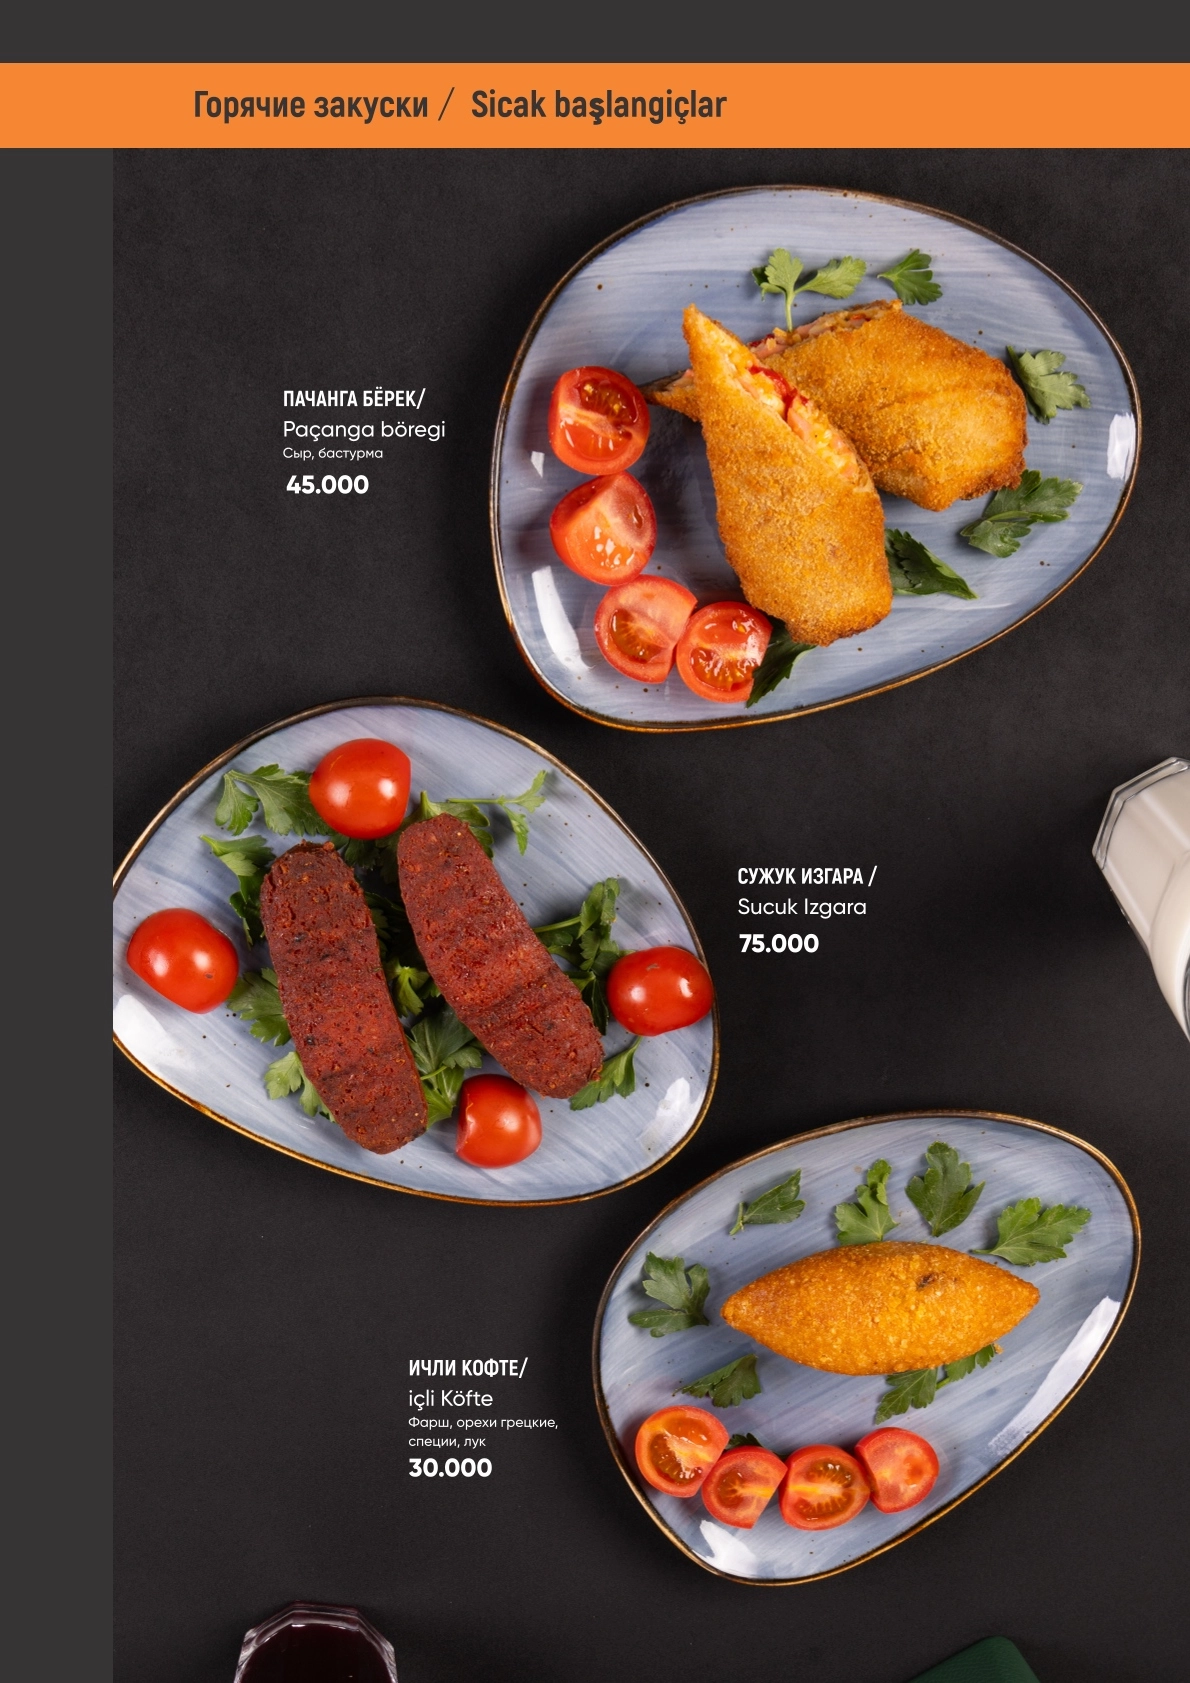 Горячие закуски / Sicak başlangiçlar
ПАЧАНГА БЁРЕК/
Paçanga böregi
Сыр, бастурма
45.000
СУЖУК ИЗГАРА /
Sucuk Izgara
75.000
ИЧЛИ КОФТЕ/
içli Köfte
Фарш, орехи грецкие,
специи, лук
30.000